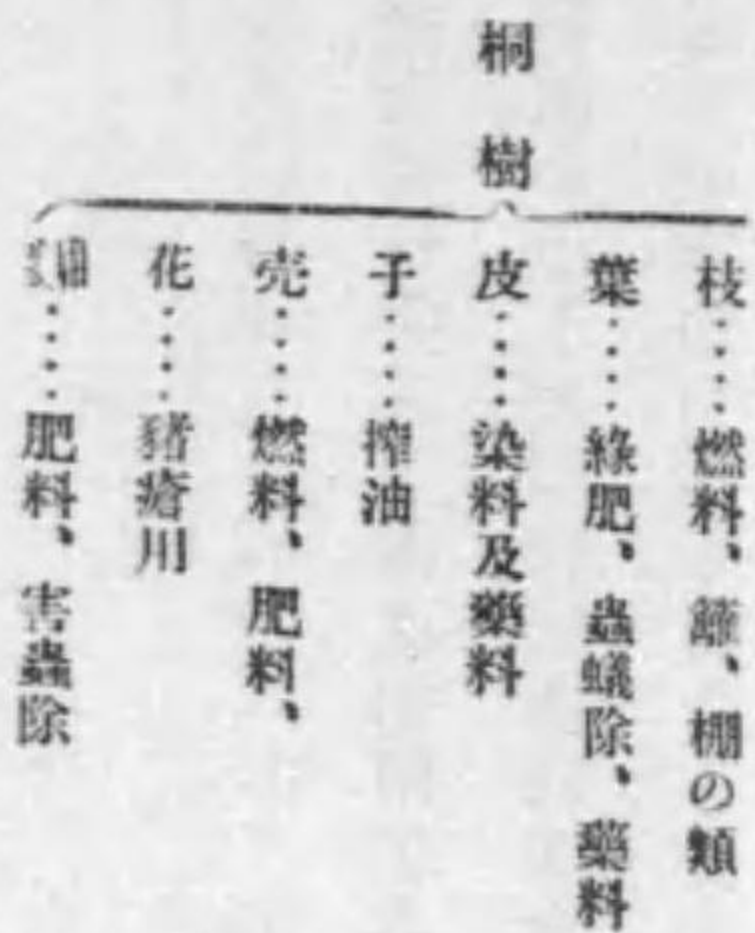 桐樹
枝……燃料、籬、棚の類
葉……綠肥、蟲蟻除、藥料
皮……染料及藥料
子……搾油
壳……燃料、肥料、
花……豬瘡用
……肥料、害蟲除